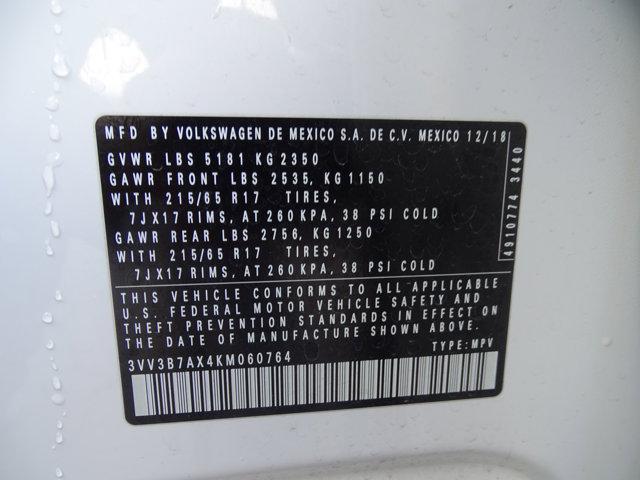 MFD BY VOLKSWAGEN DE MEXICO S.A. DE C.V. MEXICO 12/18
GVWR LBS 5181 KG 2350
GAWR FRONT LBS 2535, KG 1150
WITH 215/65 R17 TIRES,
7JX17 RIMS, AT 260 KPA, 38 PSI COLD
GAWR REAR LBS 2756, KG 1250
WITH 215/65 R17 TIRES,
7JX17 RIMS, AT 260 KPA, 38 PSI COLD
4910774 3440
THIS VEHICLE CONFORMS TO ALL APPLICABLE
U.S. FEDERAL MOTOR VEHICLE SAFETY AND
THEFT PREVENTION STANDARDS IN EFFECT ON
THE DATE OF MANUFACTURE SHOWN ABOVE.
3VV3B7AX4KM060764 TYPE: MPV